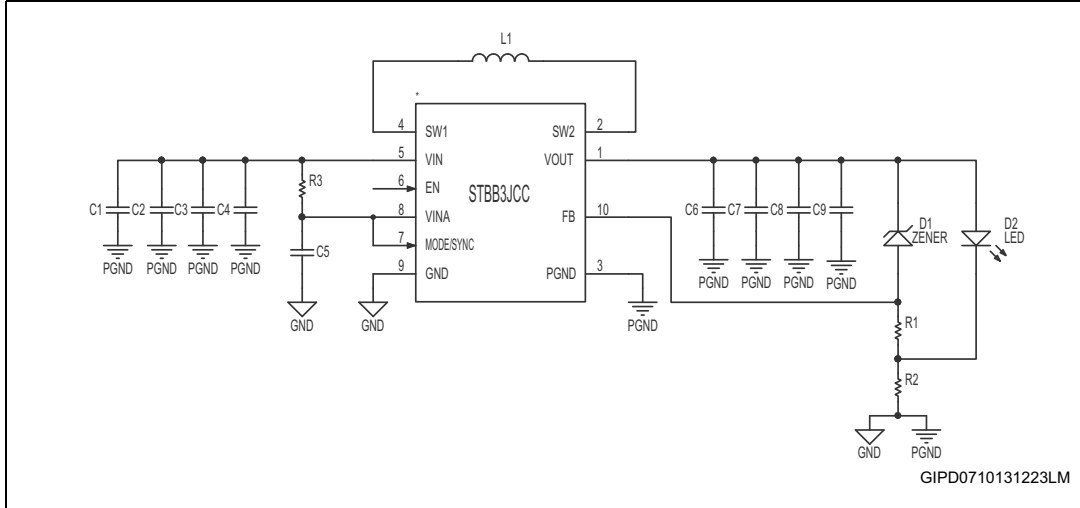 L1
*
4 SW1 SW2 2
5 VIN VOUT 1
R3
6 EN
STBB3JCC
C1 C2 C3 C4
8 VINA FB 10
C6 C7 C8 C9
D1
ZENER
D2
LED
7 MODE/SYNC
C5
PGND PGND PGND PGND
9 GND PGND 3
PGND PGND PGND PGND
GND GND PGND
R1
R2
GND PGND
GIPD0710131223LM